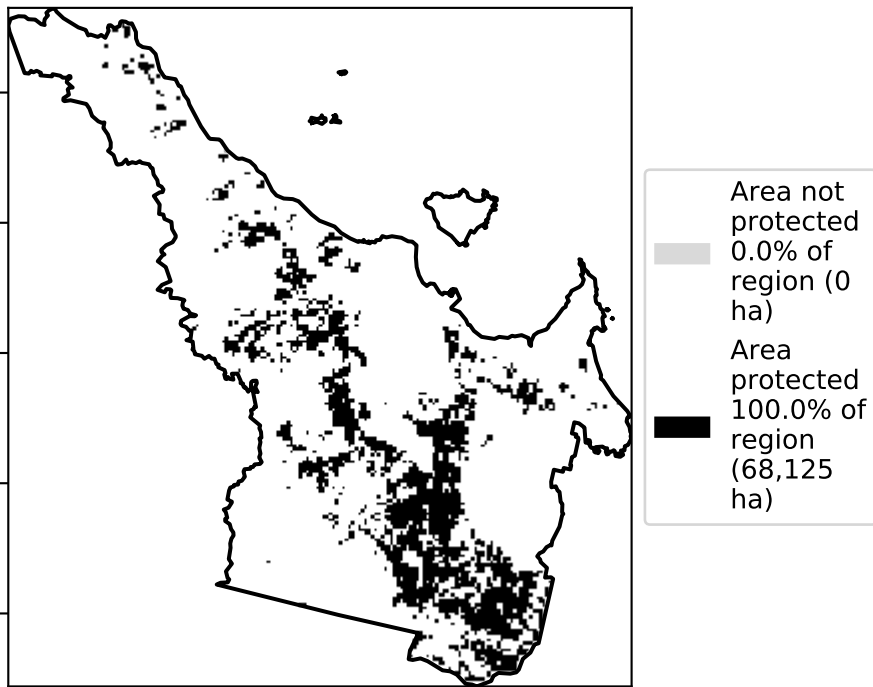 Area not
protected
0.0% of
region (0
ha)
Area
protected
100.0% of
region
(68,125
ha)